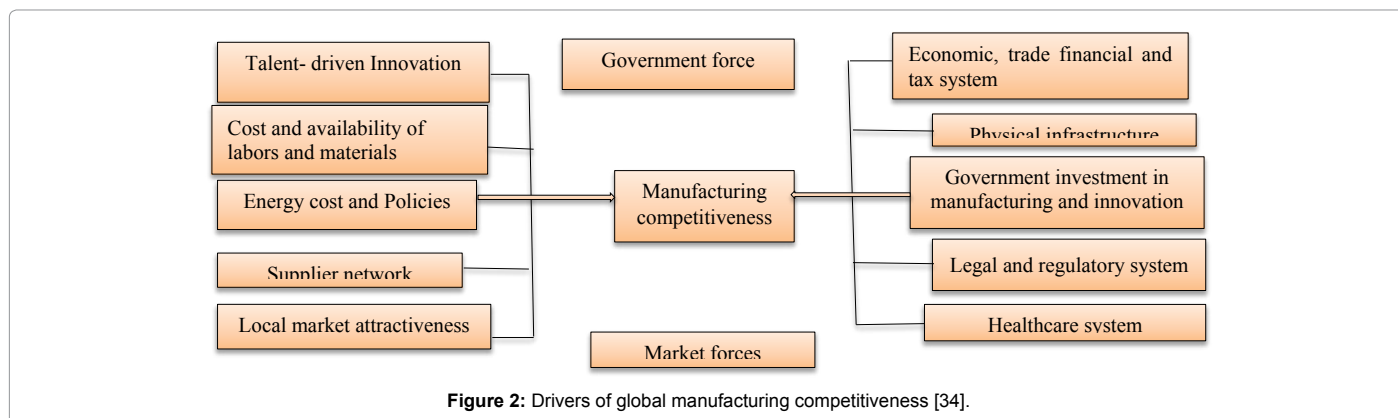 Talent- driven Innovation
Cost and availability of
labors and materials
Energy cost and Policies
Supplier network
Local market attractiveness
Government force
Manufacturing
competitiveness
Market forces
Economic, trade financial and
tax system
Physical infrastructure
Government investment in
manufacturing and innovation
Legal and regulatory system
Healthcare system
Figure 2: Drivers of global manufacturing competitiveness [34].